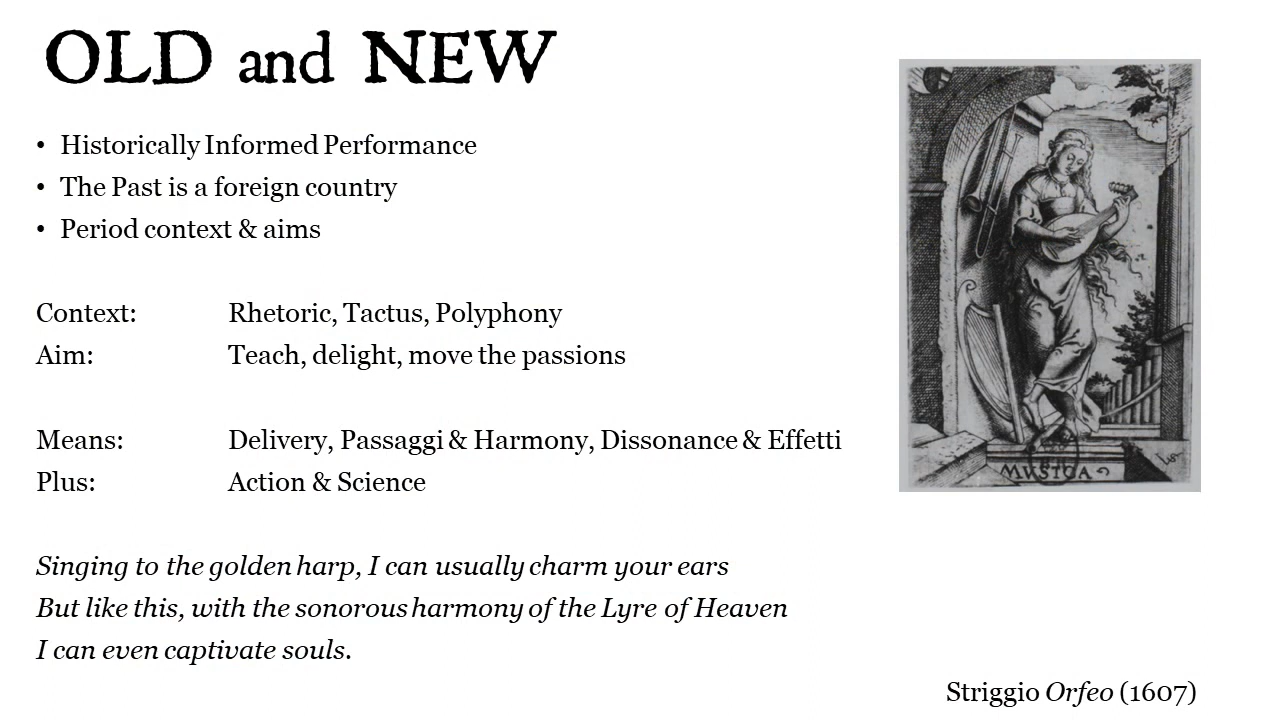 OLD and NEW
• Historically Informed Performance
• The Past is a foreign country
• Period context & aims
Context: Rhetoric, Tactus, Polyphony
Aim: Teach, delight, move the passions
Means: Delivery, Passaggi & Harmony, Dissonance & Effetti
Plus: Action & Science
Singing to the golden harp, I can usually charm your ears
But like this, with the sonorous harmony of the Lyre of Heaven
I can even captivate souls.
MVSICA
Striggio Orfeo (1607)